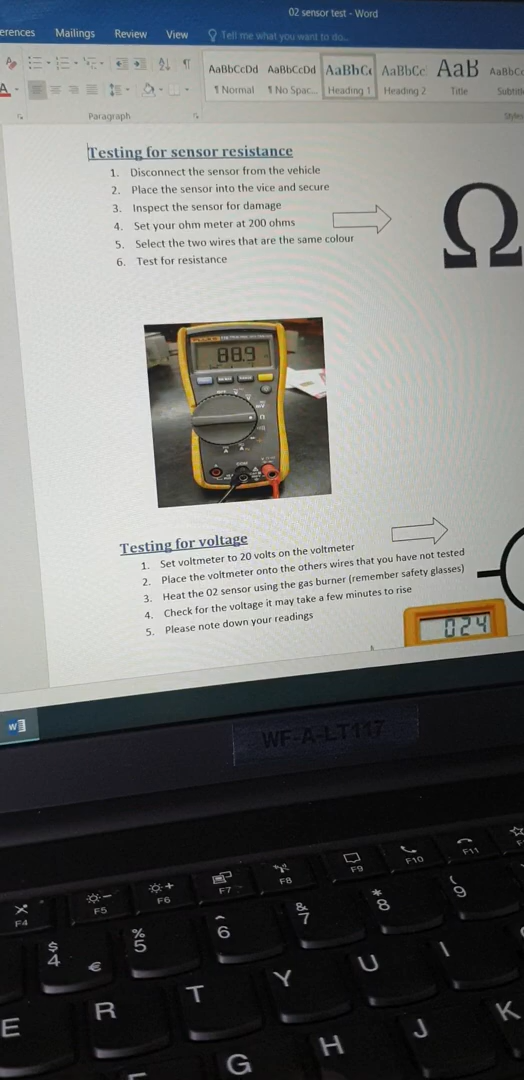 02 sensor test - Word
erences Mailings Review View Tell me what you want to do...
AaBbCcDd AaBbCcDd AaBbCc AaBbCc AaB AaBbCc
¶ Normal ¶ No Spac... Heading 1 Heading 2 Title Subtitle
Paragraph Styles
Testing for sensor resistance
1. Disconnect the sensor from the vehicle
2. Place the sensor into the vice and secure
3. Inspect the sensor for damage
4. Set your ohm meter at 200 ohms
5. Select the two wires that are the same colour
6. Test for resistance
Ω
FLUKE
88.9
Testing for voltage
1. Set voltmeter to 20 volts on the voltmeter
2. Place the voltmeter onto the others wires that you have not tested
3. Heat the 02 sensor using the gas burner (remember safety glasses)
4. Check for the voltage it may take a few minutes to rise
5. Please note down your readings
024
WF-A-LT117
F4 F5 F6 F7 F8 F9 F10 F11
$ 4 € % 5 ^ 6 & 7 * 8 ( 9
E R T Y U I
G H J K